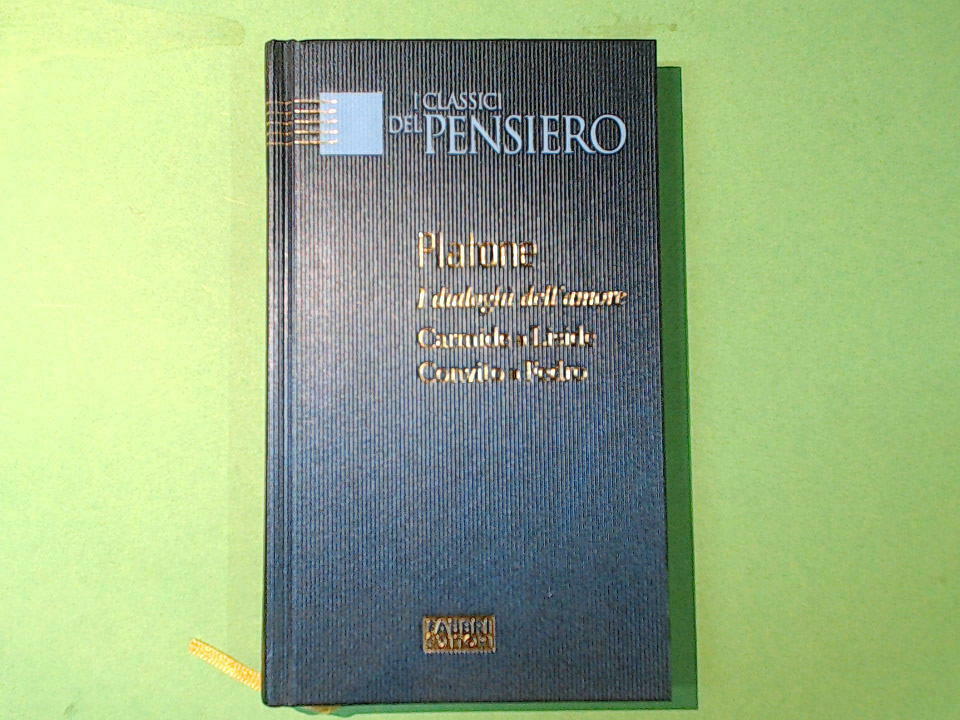 I CLASSICI
DEL PENSIERO
Platone
I dialoghi dell'amore
Carmide • Liside
Convito • Fedro
FABBRI
EDITORI